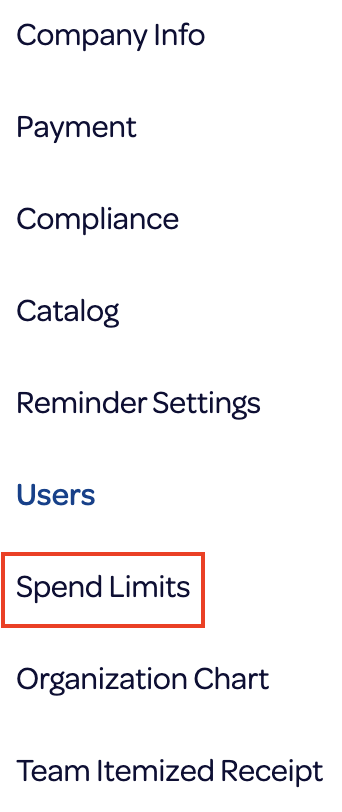 Company Info
Payment
Compliance
Catalog
Reminder Settings
Users
Spend Limits
Organization Chart
Team Itemized Receipt